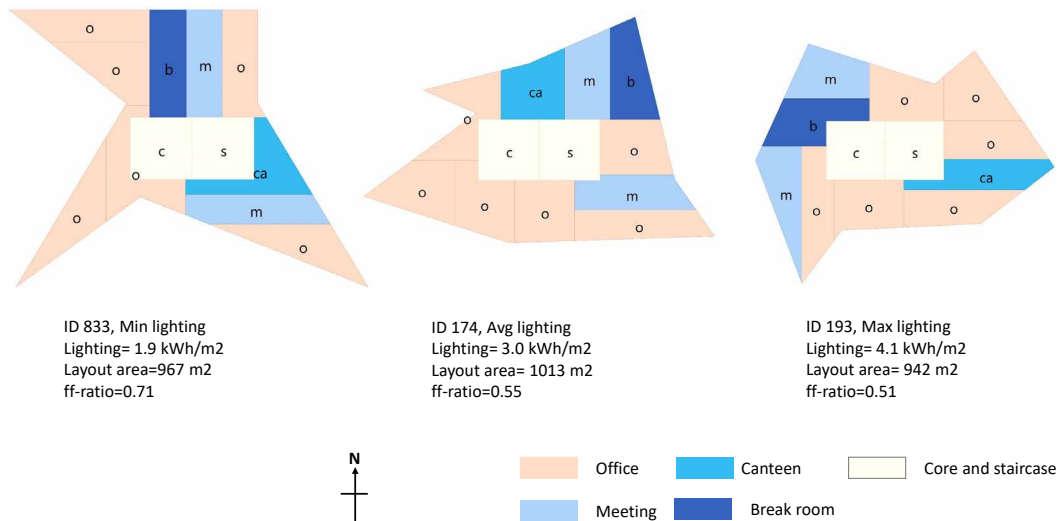 o
o
b
m
o
c
s
o
ca
o
m
o
ca
m
b
o
c
s
o
o
o
o
m
o
m
b
o
o
o
c
s
m
ca
o
o
o
ID 833, Min lighting
Lighting= 1.9 kWh/m2
Layout area=967 m2
ff-ratio=0.71
ID 174, Avg lighting
Lighting= 3.0 kWh/m2
Layout area= 1013 m2
ff-ratio=0.55
ID 193, Max lighting
Lighting= 4.1 kWh/m2
Layout area= 942 m2
ff-ratio=0.51
N
Office
Canteen
Core and staircase
Meeting
Break room